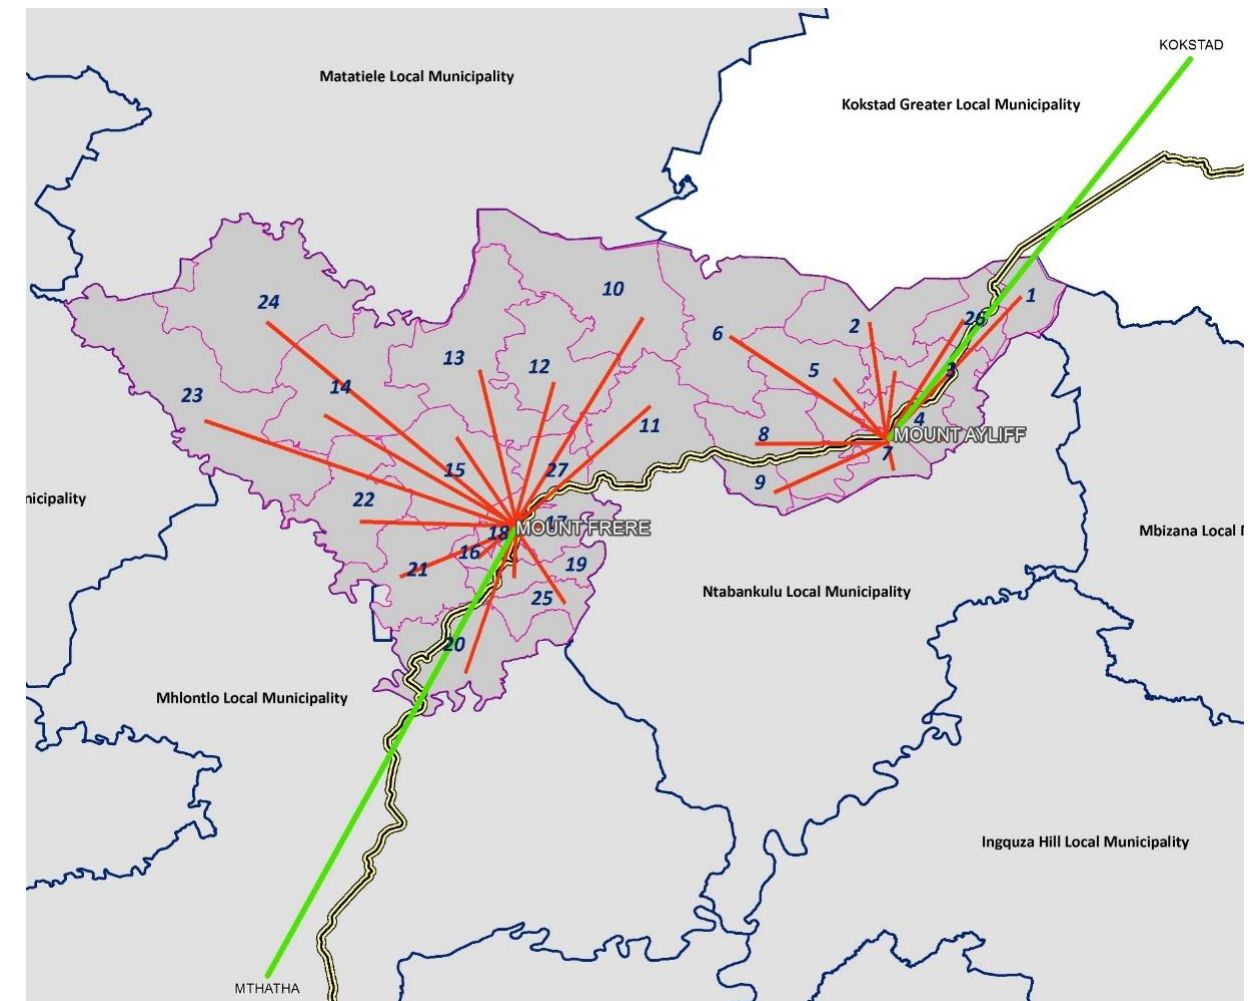 KOKSTAD
Matatiele Local Municipality
Kokstad Greater Local Municipality
10
1
24
26
2
6
13
12
5
3
14
23
4
11
8
MOUNT AYLIFF
7
15
27
9
22
nicipality
17
MOUNT FRERE
18
Mbizana Local
16
19
21
Ntabankulu Local Municipality
25
20
Mhlontlo Local Municipality
Ingquza Hill Local Municipality
MTHATHA